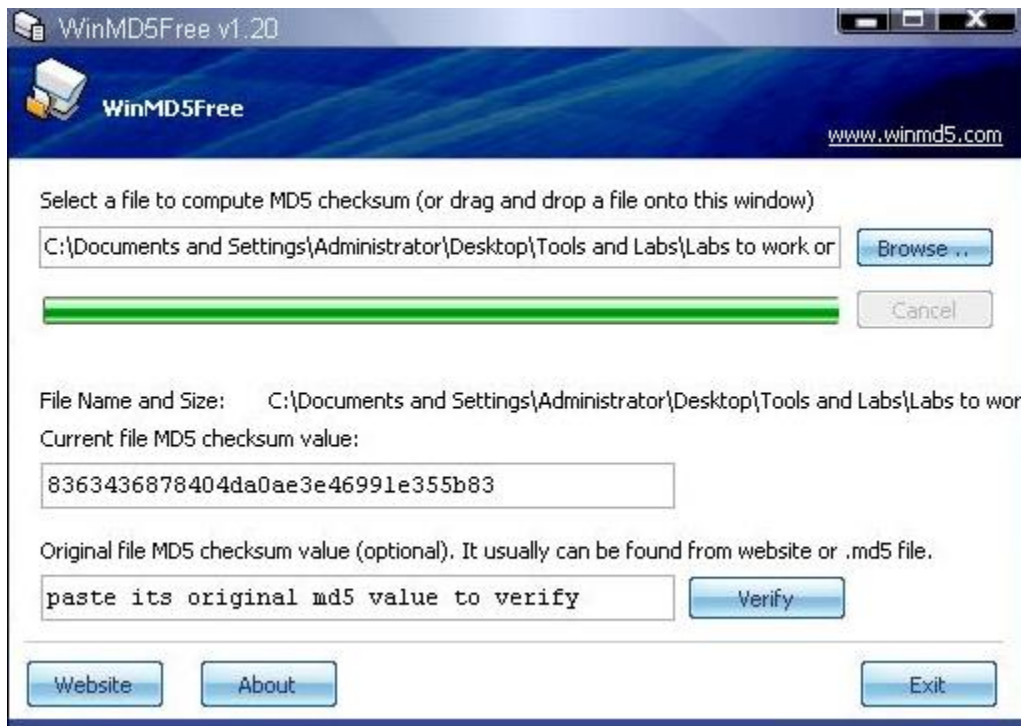 WinMD5Free v1.20
WinMD5Free
www.winmd5.com
Select a file to compute MD5 checksum (or drag and drop a file onto this window)
C:\Documents and Settings\Administrator\Desktop\Tools and Labs\Labs to work or
Browse ..
Cancel
File Name and Size: C:\Documents and Settings\Administrator\Desktop\Tools and Labs\Labs to wor
Current file MD5 checksum value:
8363436878404da0ae3e46991e355b83
Original file MD5 checksum value (optional). It usually can be found from website or .md5 file.
paste its original md5 value to verify
Verify
Website
About
Exit